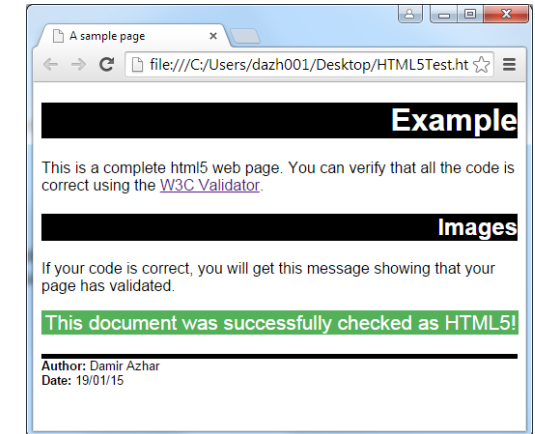 A sample page
file:///C:/Users/dazh001/Desktop/HTML5Test.ht
Example
This is a complete html5 web page. You can verify that all the code is
correct using the W3C Validator.
Images
If your code is correct, you will get this message showing that your
page has validated.
This document was successfully checked as HTML5!
Author: Damir Azhar
Date: 19/01/15